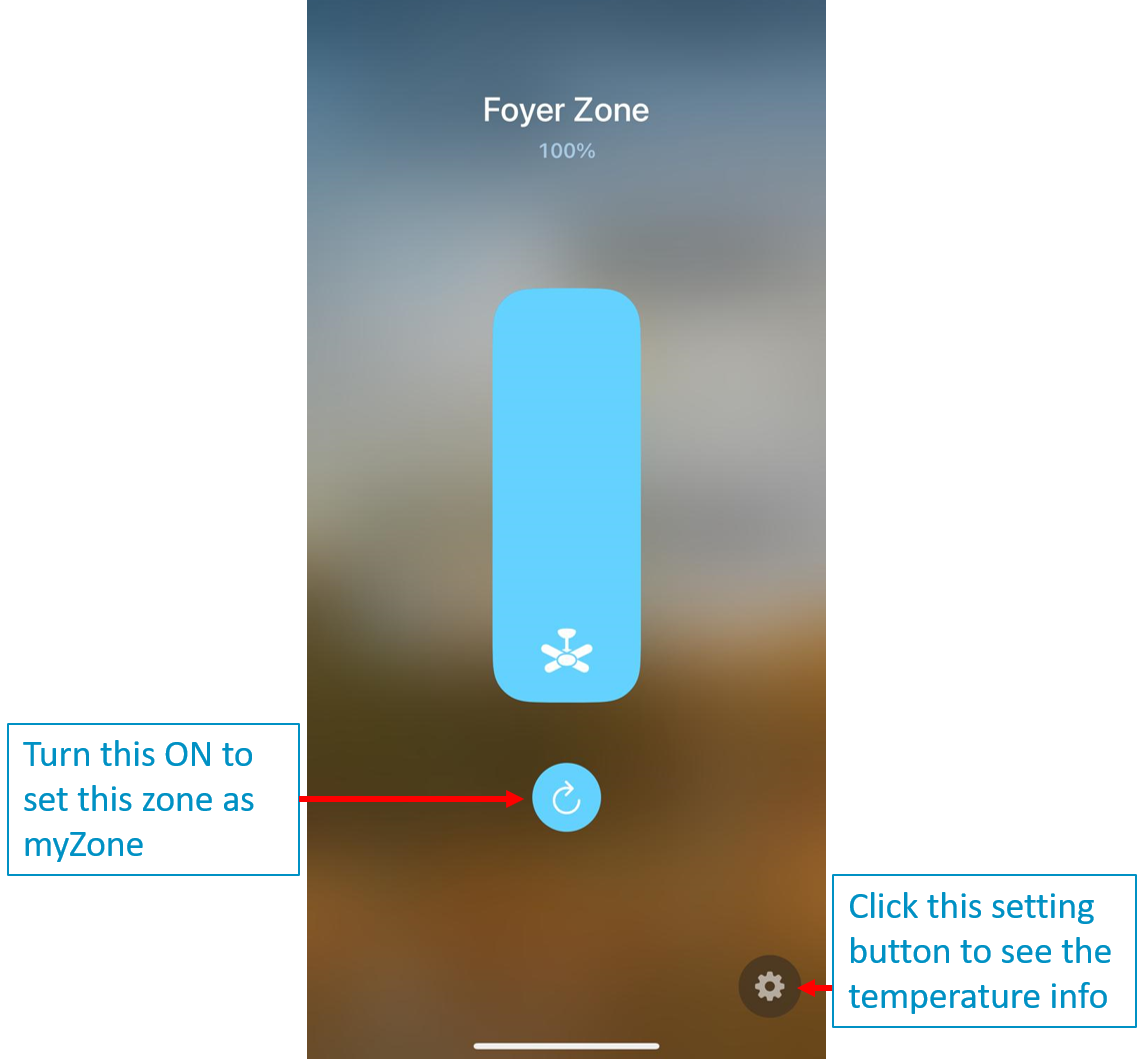 Foyer Zone
100%
Turn this ON to
set this zone as
myZone
Click this setting
button to see the
temperature info